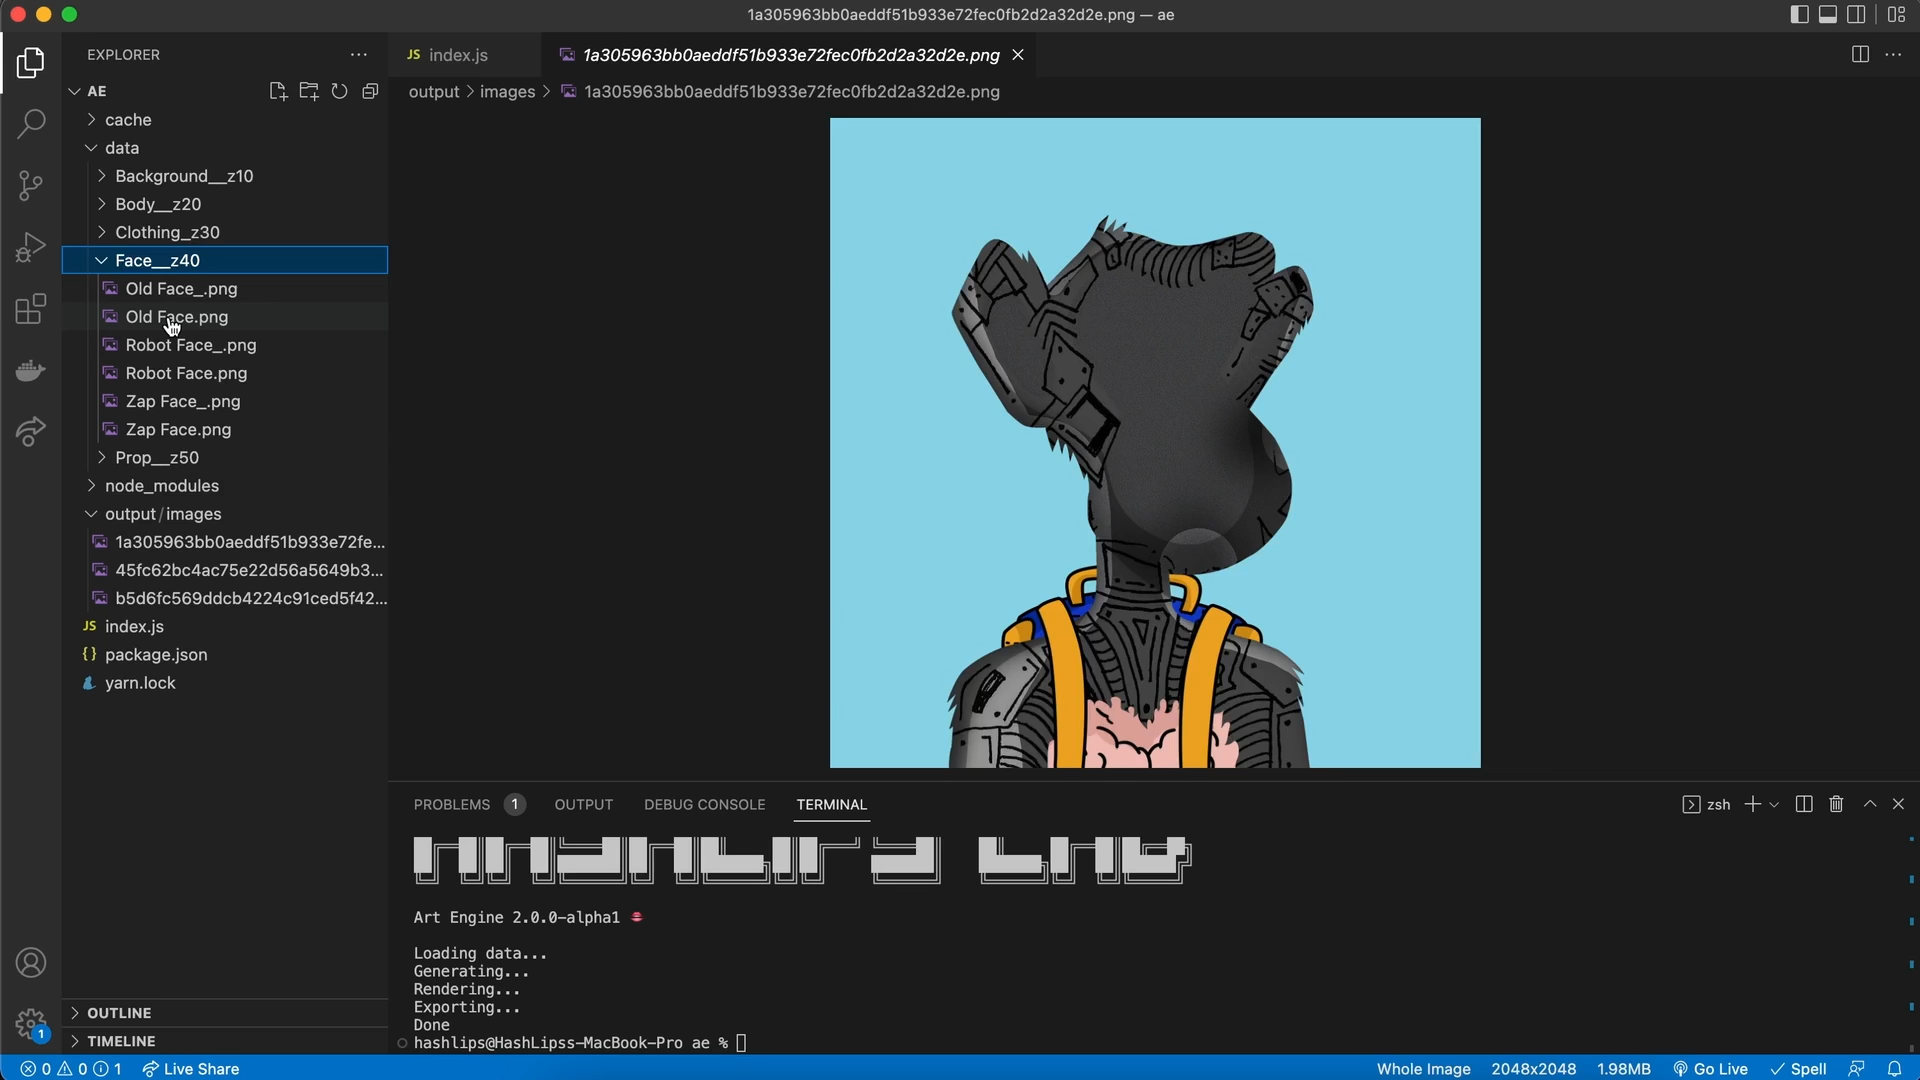 1a305963bb0aeddf51b933e72fec0fb2d2a32d2e.png — ae
EXPLORER
JS index.js
1a305963bb0aeddf51b933e72fec0fb2d2a32d2e.png
AE
output > images > 1a305963bb0aeddf51b933e72fec0fb2d2a32d2e.png
cache
data
Background__z10
Body__z20
Clothing_z30
Face__z40
Old Face_.png
Old Face.png
Robot Face_.png
Robot Face.png
Zap Face_.png
Zap Face.png
Prop__z50
node_modules
output/images
1a305963bb0aeddf51b933e72fe...
45fc62bc4ac75e22d56a5649b3...
b5d6fc569ddcb4224c91ced5f42...
JS index.js
{} package.json
yarn.lock
PROBLEMS 1 OUTPUT DEBUG CONSOLE TERMINAL
zsh
Art Engine 2.0.0-alpha1
Loading data...
Generating...
Rendering...
Exporting...
Done
hashlips@HashLipss-MacBook-Pro ae %
OUTLINE
TIMELINE
1
0 0 1 Live Share
Whole Image 2048x2048 1.98MB Go Live Spell